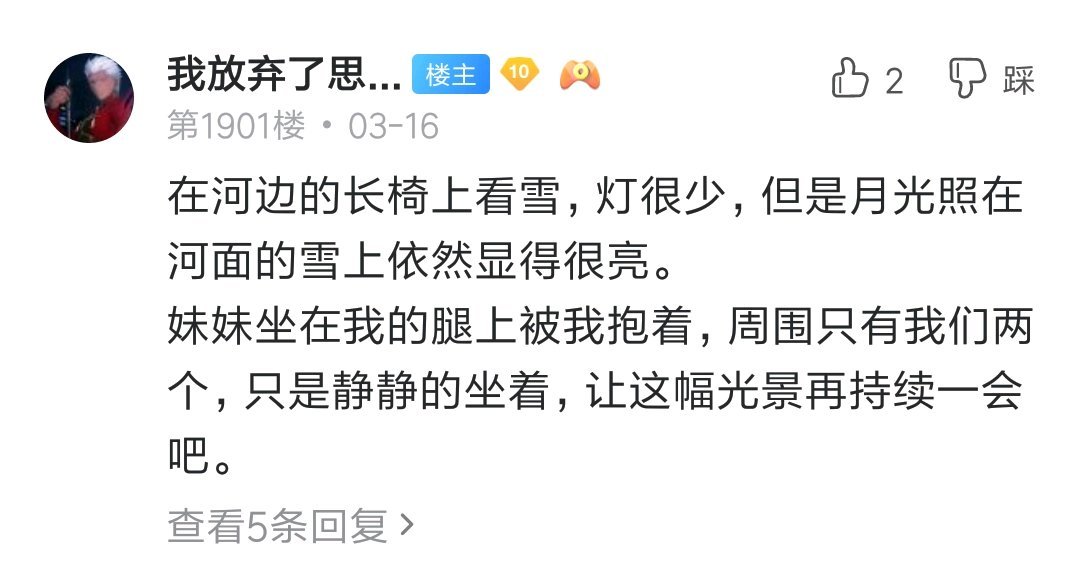 我放弃了思... 楼主 10
2 踩
第1901楼 • 03-16
在河边的长椅上看雪，灯很少，但是月光照在
河面的雪上依然显得很亮。
妹妹坐在我的腿上被我抱着，周围只有我们两
个，只是静静的坐着，让这幅光景再持续一会
吧。
查看5条回复 >